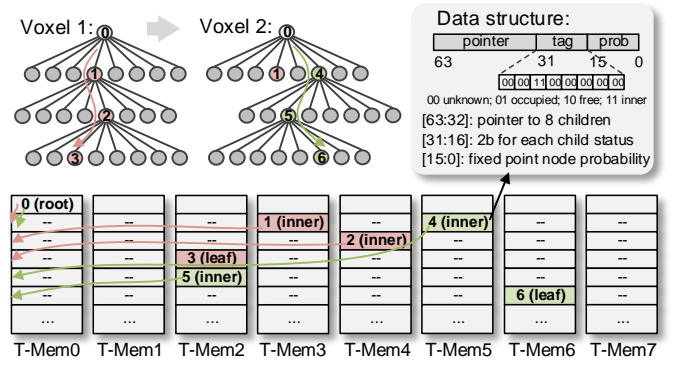 Voxel 1:
Voxel 2:
0
1
2
3
0
1
4
5
6
Data structure:
pointer tag prob
63 31 15 0
00 00 11 00 00 00 00 00
00 unknown; 01 occupied; 10 free; 11 inner
[63:32]: pointer to 8 children
[31:16]: 2b for each child status
[15:0]: fixed point node probability
0 (root) -- -- -- -- -- -- --
-- -- -- 1 (inner) -- 4 (inner) -- --
-- -- -- -- 2 (inner) -- -- --
-- -- 3 (leaf) -- -- -- -- --
-- -- 5 (inner) -- -- -- -- --
-- -- -- -- -- -- 6 (leaf) --
... ... ... ... ... ... ... ...
T-Mem0 T-Mem1 T-Mem2 T-Mem3 T-Mem4 T-Mem5 T-Mem6 T-Mem7